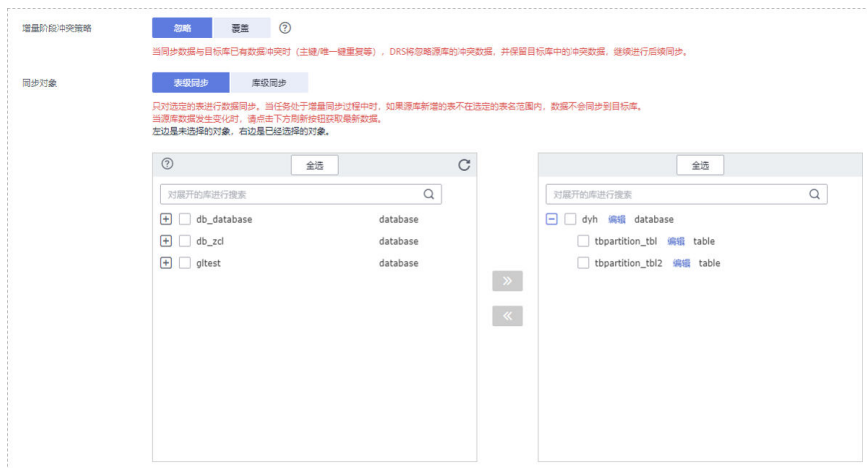 增量阶段冲突策略 忽略 覆盖 ?
当同步数据与目标库已有数据冲突时（主键/唯一键重复等），DRS将忽略源库的冲突数据，并保留目标库中的冲突数据，继续进行后续同步。
同步对象 表级同步 库级同步
只对选定的表进行数据同步。当任务处于增量同步过程中时，如果源库新增的表不在选定的表名范围内，数据不会同步到目标库。
当源库数据发生变化时，请点击下方刷新按钮获取最新数据。
左边是未选择的对象，右边是已经选择的对象。
? 全选
对展开的库进行搜索
db_database database
db_zcl database
gltest database
全选
对展开的库进行搜索
dyh 编辑 database
tbpartition_tbl 编辑 table
tbpartition_tbl2 编辑 table